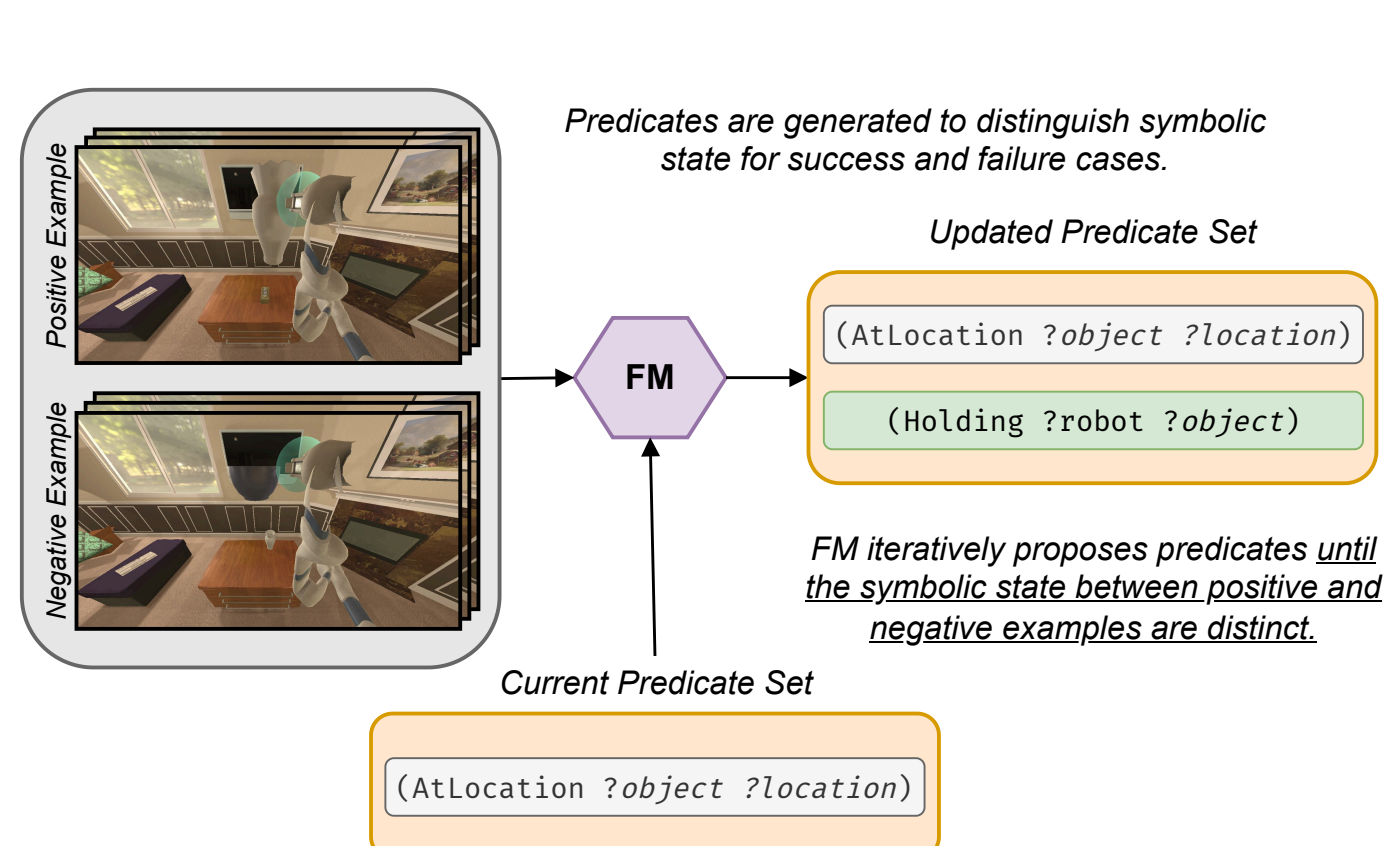 Predicates are generated to distinguish symbolic
state for success and failure cases.
Positive Example
Negative Example
FM
Updated Predicate Set
(AtLocation ?object ?location)
(Holding ?robot ?object)
FM iteratively proposes predicates until
the symbolic state between positive and
negative examples are distinct.
Current Predicate Set
(AtLocation ?object ?location)